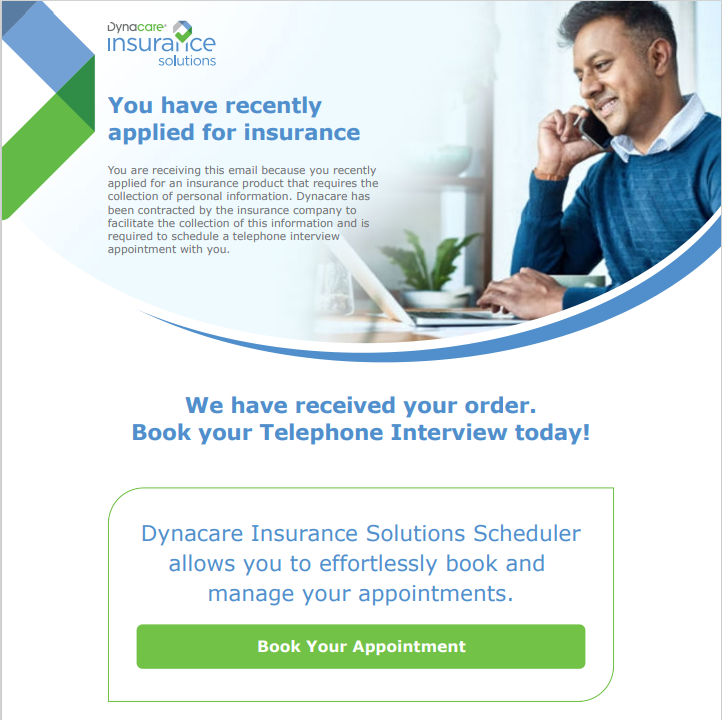 Dynacare
insurance
solutions
You have recently
applied for insurance
You are receiving this email because you recently
applied for an insurance product that requires the
collection of personal information. Dynacare has
been contracted by the insurance company to
facilitate the collection of this information and is
required to schedule a telephone interview
appointment with you.
We have received your order.
Book your Telephone Interview today!
Dynacare Insurance Solutions Scheduler
allows you to effortlessly book and
manage your appointments.
Book Your Appointment